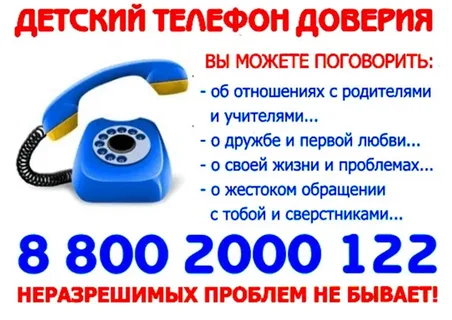 ДЕТСКИЙ ТЕЛЕФОН ДОВЕРИЯ
ВЫ МОЖЕТЕ ПОГОВОРИТЬ:
- об отношениях с родителями
и учителями...
- о дружбе и первой любви...
- о своей жизни и проблемах...
- о жестоком обращении
с тобой и сверстниками...
8 800 2000 122
НЕРАЗРЕШИМЫХ ПРОБЛЕМ НЕ БЫВАЕТ!